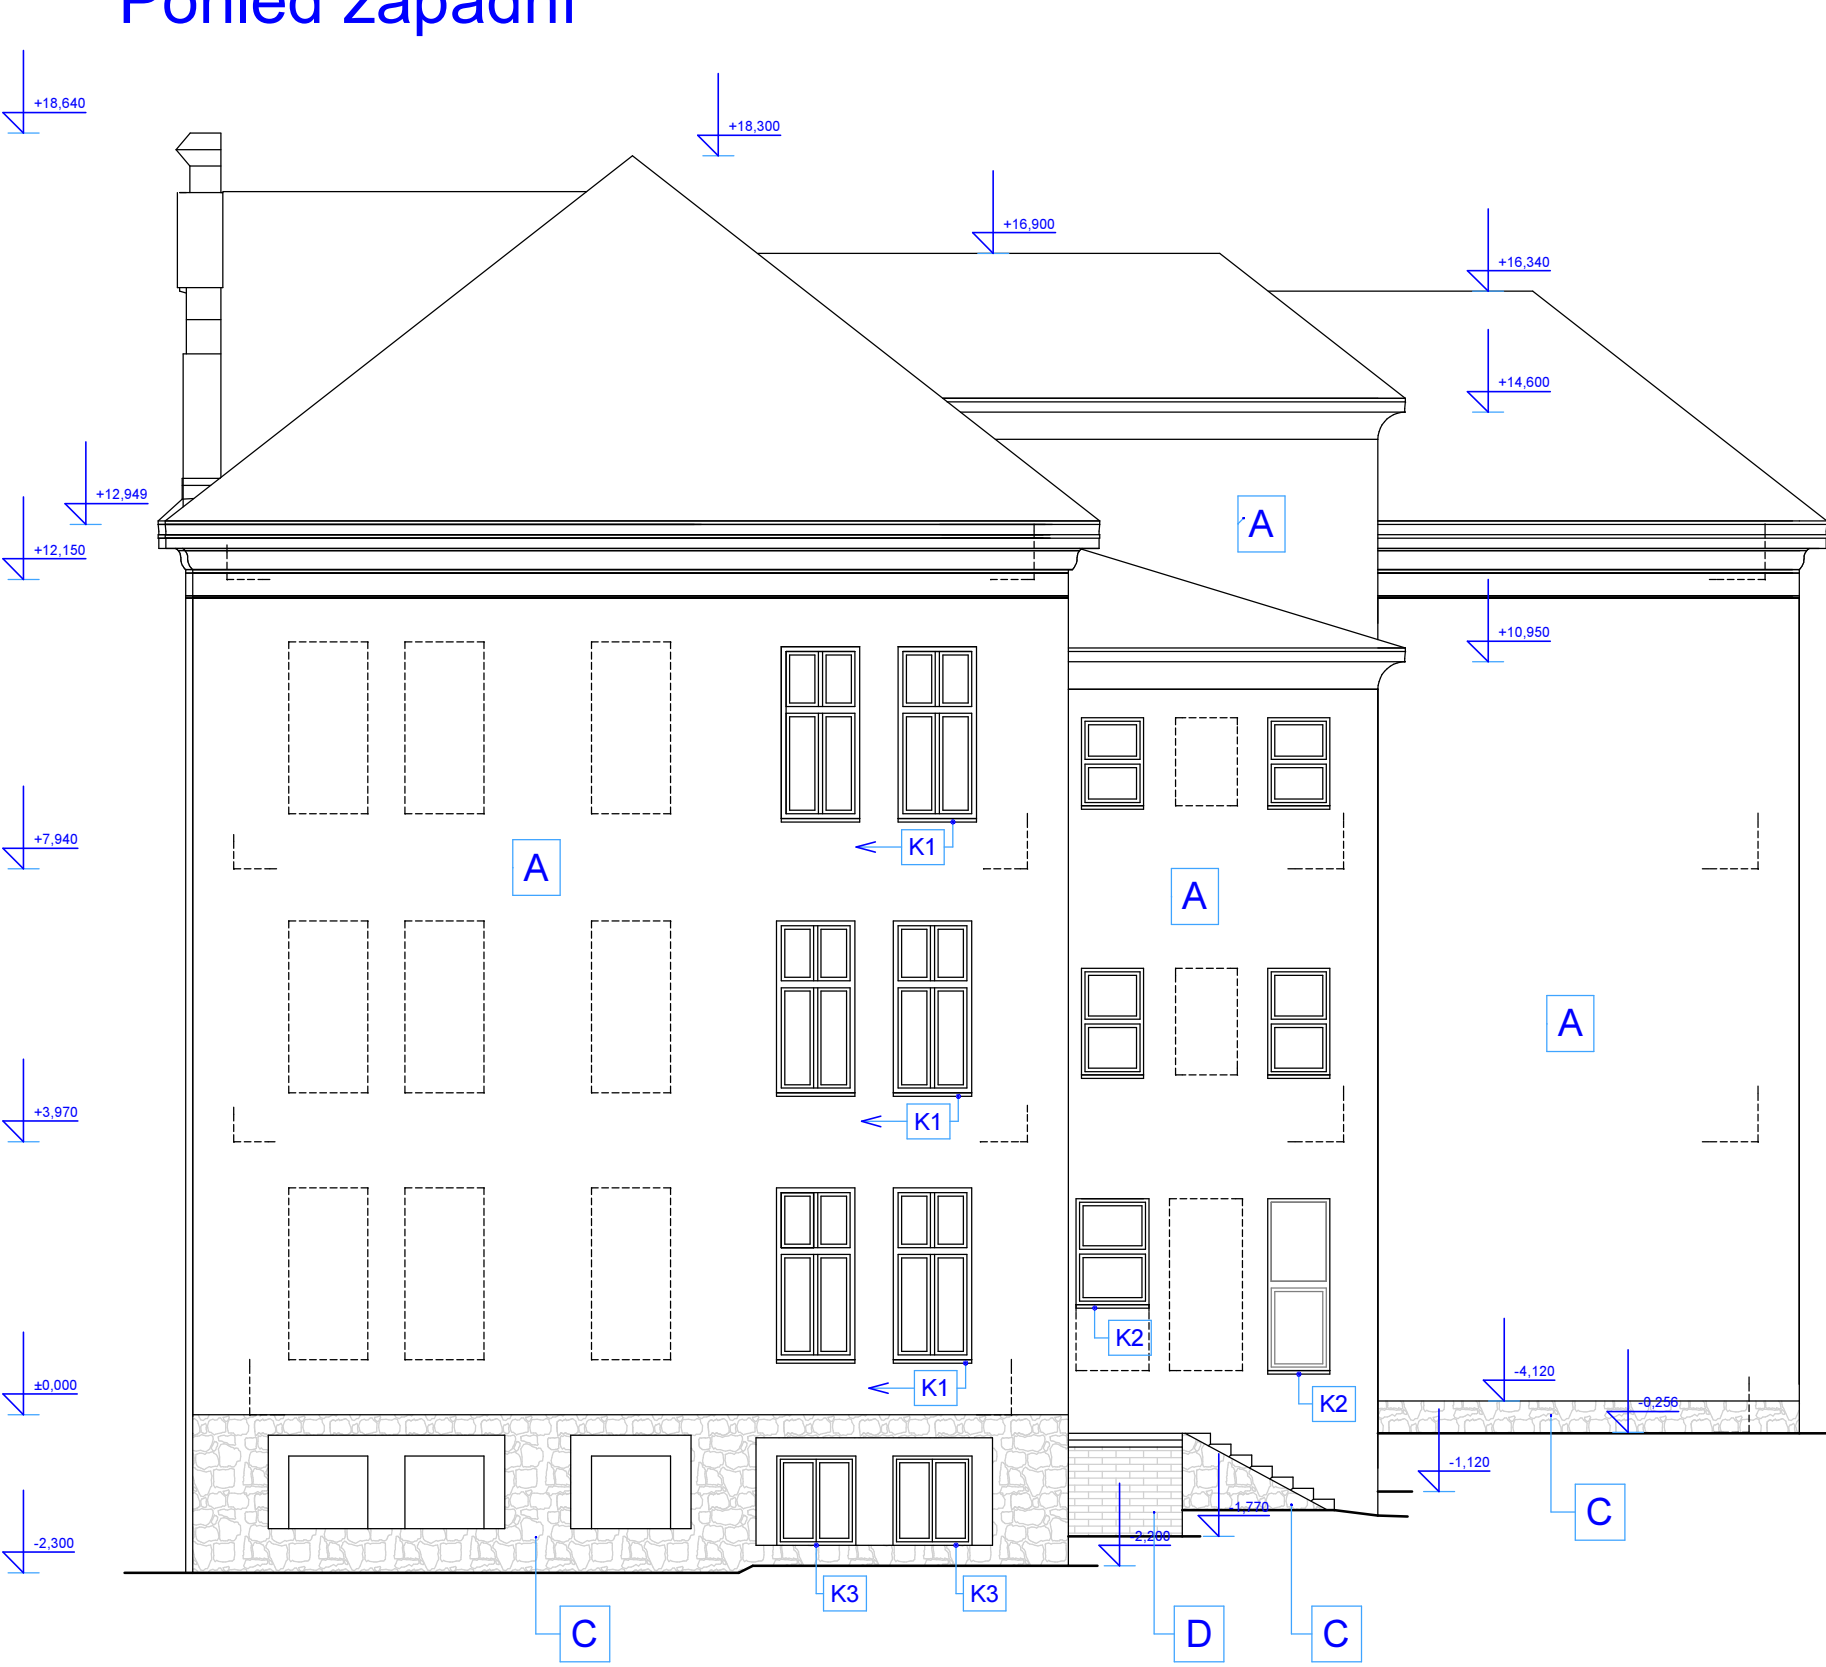 Pohled západní
+18,640
+18,300
+16,900
+16,340
+14,600
+12,949
A
+12,150
+10,950
+7,940
K1
A
A
A
+3,970
K1
K2
±0,000
K1
K2
-4,120
-0,256
-1,120
-1,770
C
-2,300
-2,200
K3
K3
C
D
C